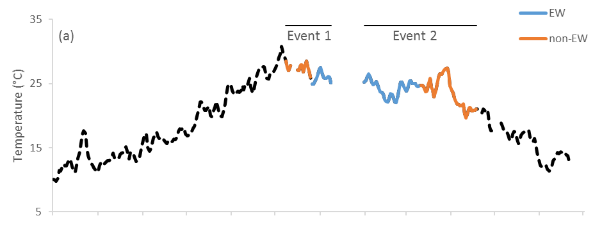 35
(a)
Event 1
Event 2
EW
non-EW
25
15
5
Temperature (°C)